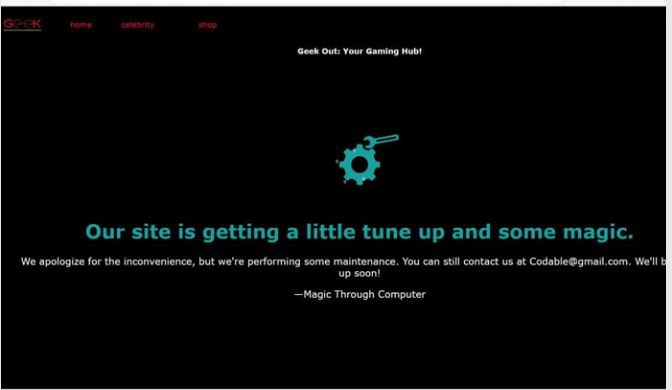 GeeK home celebrity shop
Geek Out: Your Gaming Hub!
Our site is getting a little tune up and some magic.
We apologize for the inconvenience, but we're performing some maintenance. You can still contact us at Codable@gmail.com. We'll b
up soon!
—Magic Through Computer